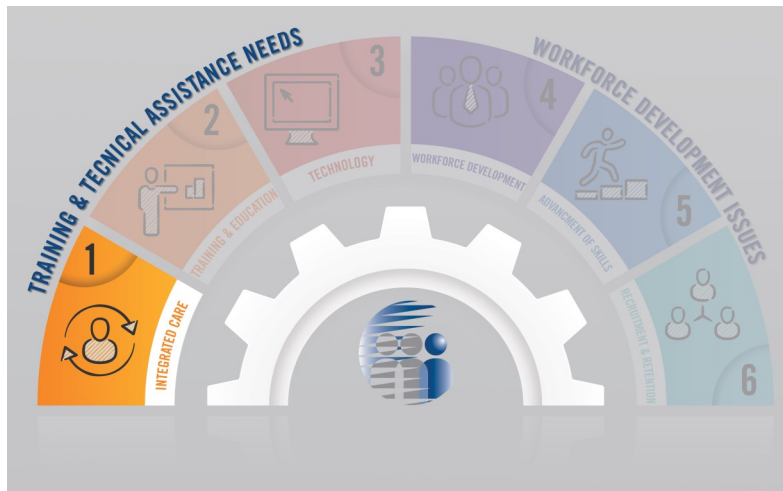 TRAINING & TECNICAL ASSISTANCE NEEDS
WORKFORCE DEVELOPMENT ISSUES
1
INTEGRATED CARE
2
TRAINING & EDUCATION
3
TECHNOLOGY
4
WORKFORCE DEVELOPMENT
5
ADVANCMENT OF SKILLS
6
RECRUITMENT & RETENTION